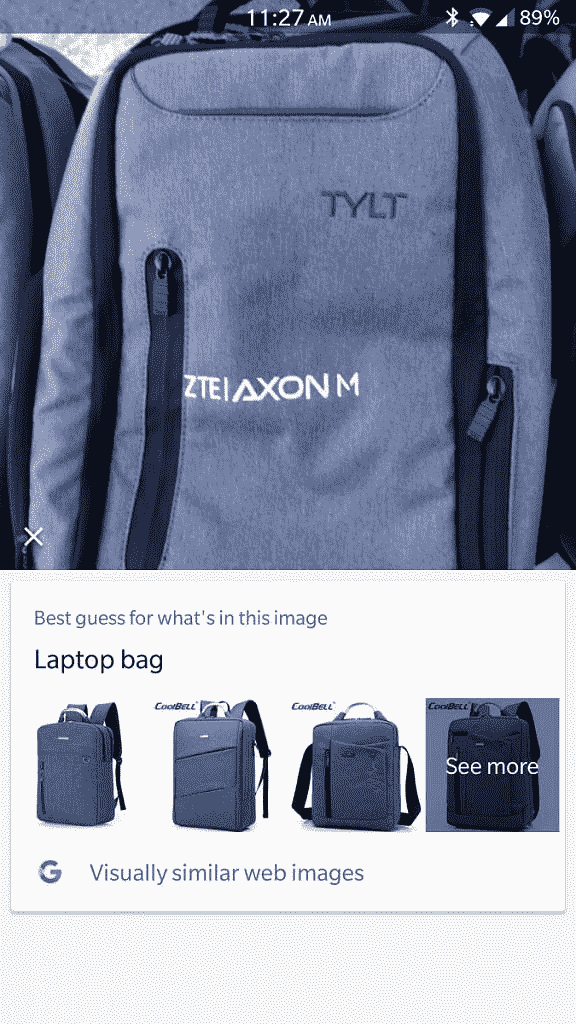 11:27 AM
89%
TYLT
ZTE | AXON M
Best guess for what's in this image
Laptop bag
COOLBELL
COOLBELL
COOLBELL
See more
G
Visually similar web images